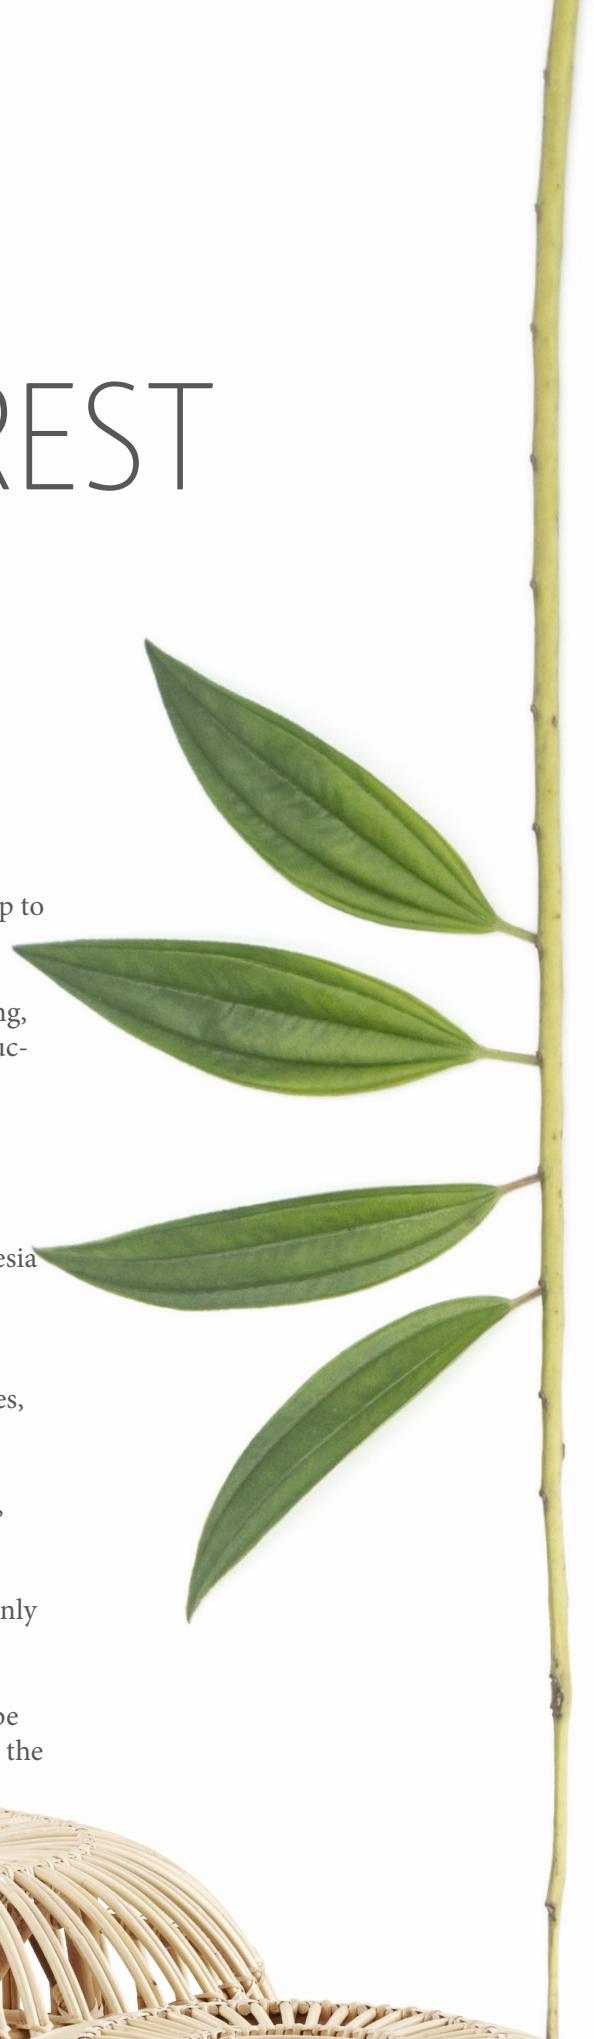 REST
p to
ng,
uc-
esia
es,
,
nly
be
the